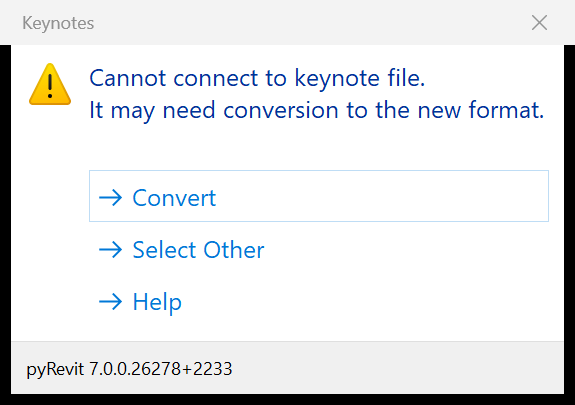 Keynotes
Cannot connect to keynote file.
It may need conversion to the new format.
Convert
Select Other
Help
pyRevit 7.0.0.26278+2233